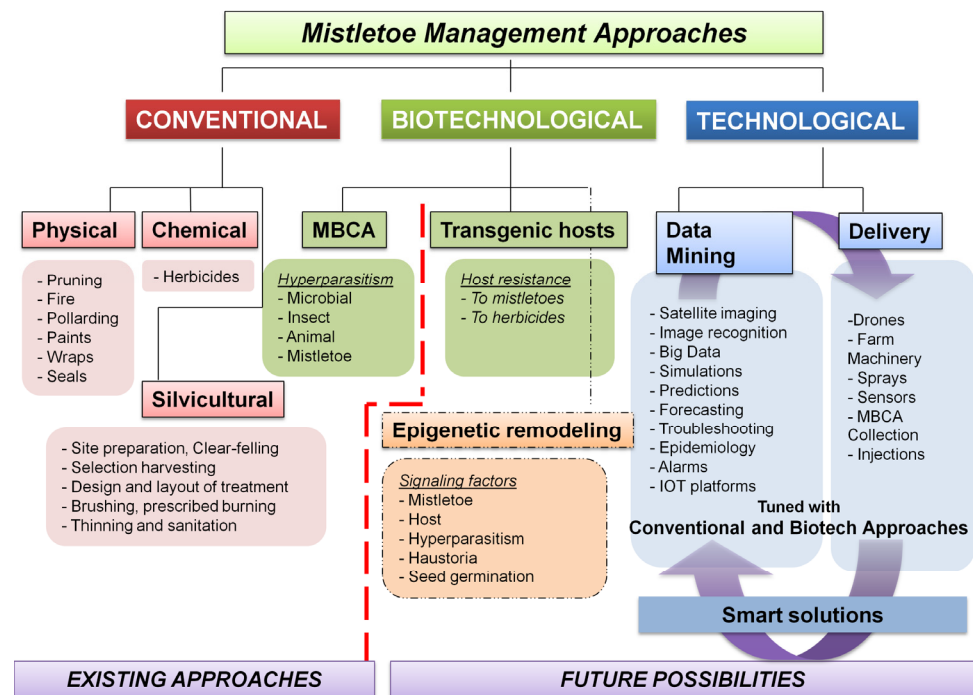 Mistletoe Management Approaches
CONVENTIONAL
BIOTECHNOLOGICAL
TECHNOLOGICAL
Physical
- Pruning
- Fire
- Pollarding
- Paints
- Wraps
- Seals
Chemical
- Herbicides
Silvicultural
- Site preparation, Clear-felling
- Selection harvesting
- Design and layout of treatment
- Brushing, prescribed burning
- Thinning and sanitation
MBCA
Hyperparasitism
- Microbial
- Insect
- Animal
- Mistletoe
Transgenic hosts
Host resistance
- To mistletoes
- To herbicides
Epigenetic remodeling
Signaling factors
- Mistletoe
- Host
- Hyperparasitism
- Haustoria
- Seed germination
Data
Mining
- Satellite imaging
- Image recognition
- Big Data
- Simulations
- Predictions
- Forecasting
- Troubleshooting
- Epidemiology
- Alarms
- IOT platforms
Delivery
-Drones
- Farm
Machinery
- Sprays
- Sensors
- MBCA
Collection
- Injections
Tuned with
Conventional and Biotech Approaches
Smart solutions
EXISTING APPROACHES
FUTURE POSSIBILITIES